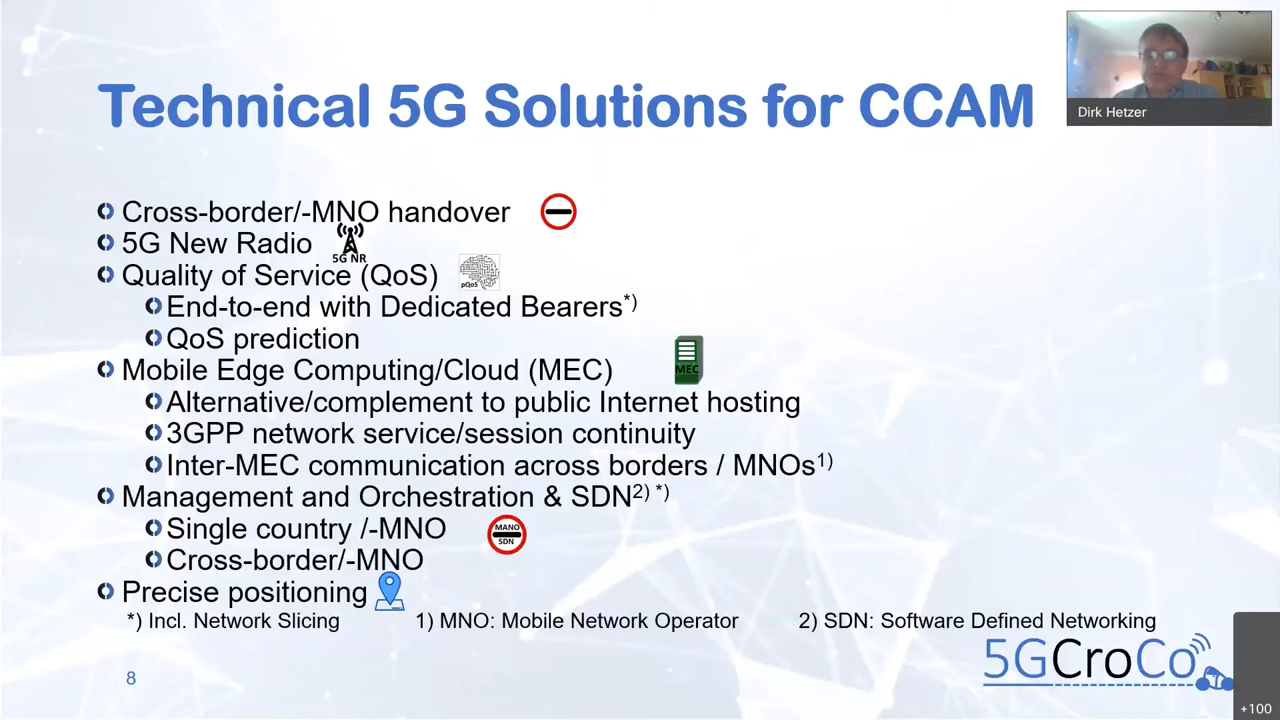 Technical 5G Solutions for CCAM
Dirk Hetzer
Cross-border/-MNO handover
5G New Radio
5G NR
Quality of Service (QoS)
pQoS
End-to-end with Dedicated Bearers*)
QoS prediction
Mobile Edge Computing/Cloud (MEC)
MEC
Alternative/complement to public Internet hosting
3GPP network service/session continuity
Inter-MEC communication across borders / MNOs1)
Management and Orchestration & SDN2) *)
Single country /-MNO
MANO
SDN
Cross-border/-MNO
Precise positioning
*) Incl. Network Slicing 1) MNO: Mobile Network Operator 2) SDN: Software Defined Networking
5GCroCo
8
+100